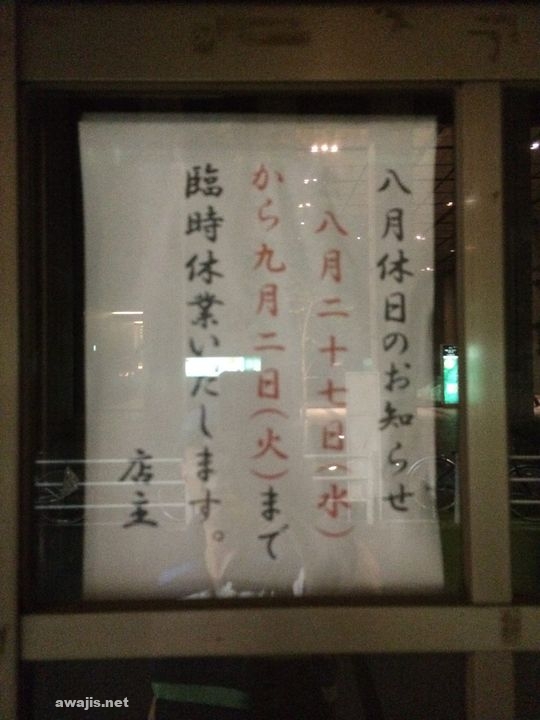 八月休日のお知らせ
八月二十七日(水)
から九月二日(火)まで
臨時休業いたします。
店主
awajis.net